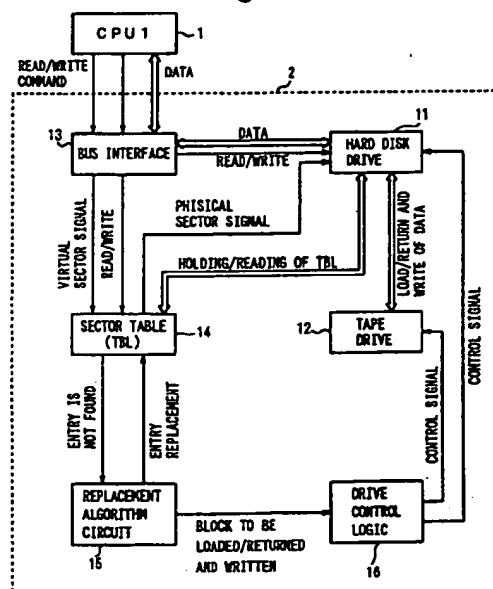 CPU1
1
READ/WRITE
COMMAND
DATA
2
13
BUS INTERFACE
DATA
READ/WRITE
11
HARD DISK
DRIVE
VIRTUAL
SECTOR SIGNAL
READ/WRITE
PHISICAL
SECTOR SIGNAL
HOLDING/READING OF TBL
LOAD/RETURN AND
WRITE OF DATA
CONTROL SIGNAL
SECTOR TABLE
(TBL)
14
12
TAPE
DRIVE
ENTRY IS
NOT FOUND
ENTRY
REPLACEMENT
CONTROL SIGNAL
REPLACEMENT
ALGORITHM
CIRCUIT
15
BLOCK TO BE
LOADED/RETURNED
AND WRITTEN
DRIVE
CONTROL
LOGIC
16